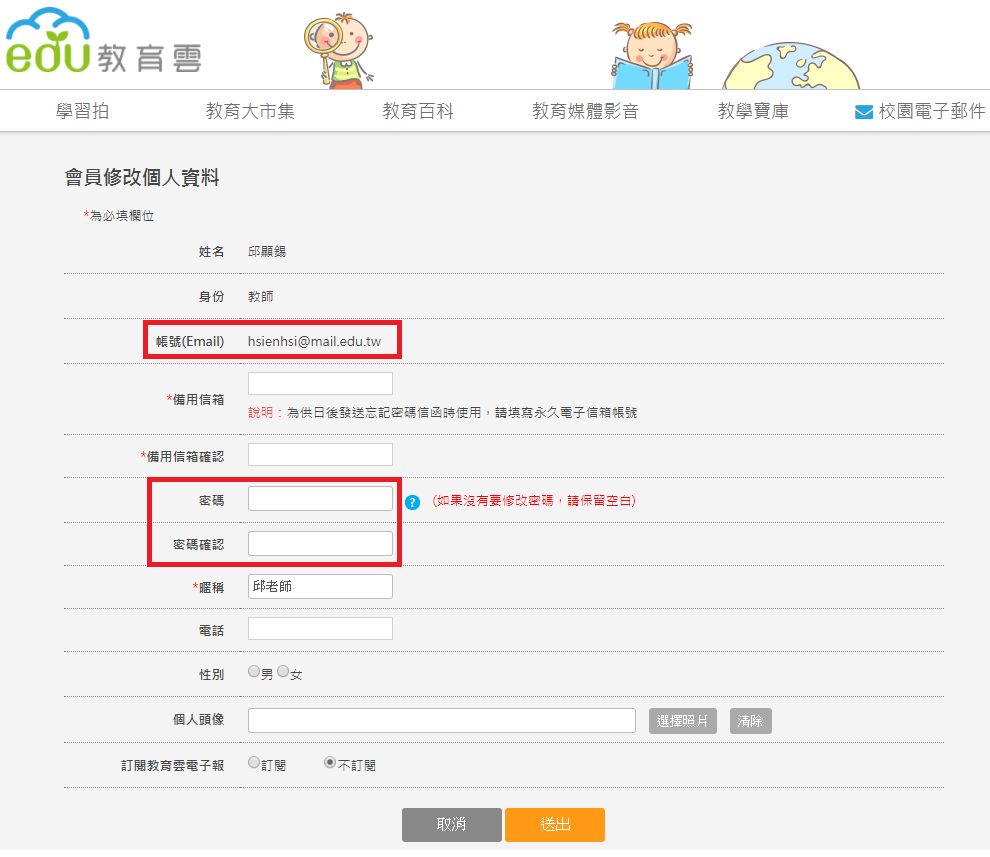 edu 教育雲
學習拍 教育大市集 教育百科 教育媒體影音 教學寶庫 校園電子郵件
會員修改個人資料
*為必填欄位
姓名 邱顯錫
身份 教師
帳號(Email) hsienhsi@mail.edu.tw
*備用信箱
說明：為供日後發送忘記密碼信函時使用，請填寫永久電子信箱帳號
*備用信箱確認
密碼 ? (如果沒有要修改密碼，請保留空白)
密碼確認
*暱稱 邱老師
電話
性別 男 女
個人頭像 選擇照片 清除
訂閱教育雲電子報 訂閱 不訂閱
取消 送出